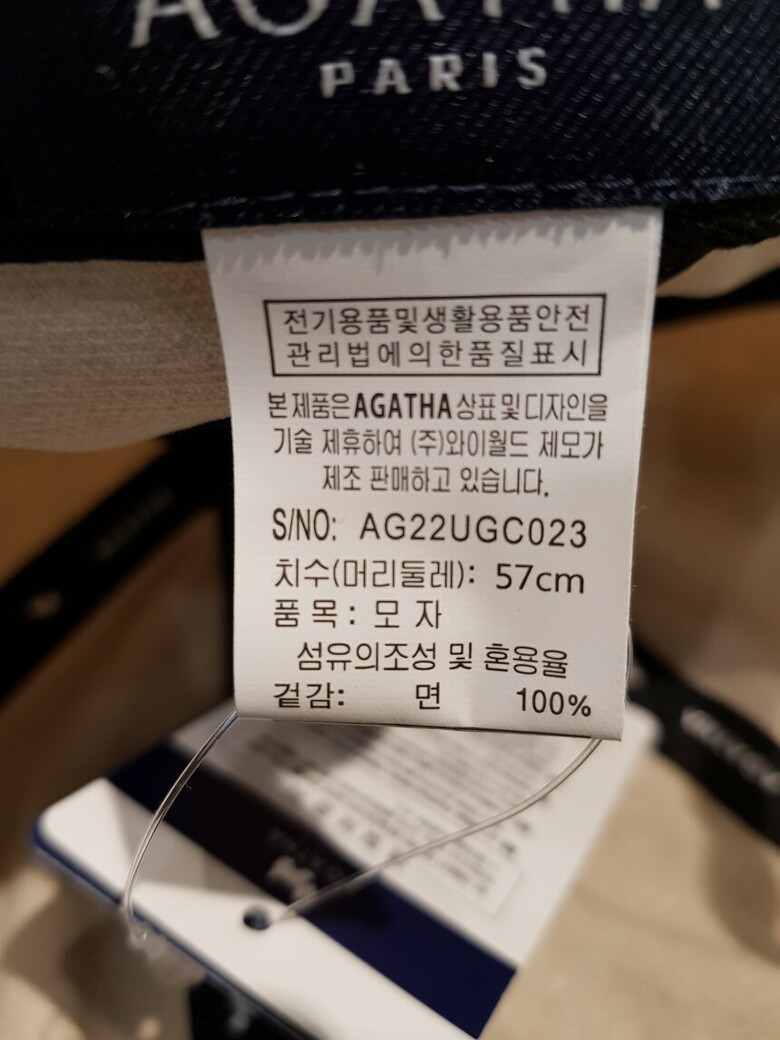 AGATHA
PARIS
전기용품및생활용품안전
관리법에의한품질표시
본제품은AGATHA상표및디자인을
기술 제휴하여 (주)와이월드 제모가
제조 판매하고 있습니다.
S/NO: AG22UGC023
치수(머리둘레): 57cm
품 목 : 모 자
섬유의조성 및 혼용율
겉감: 면 100%